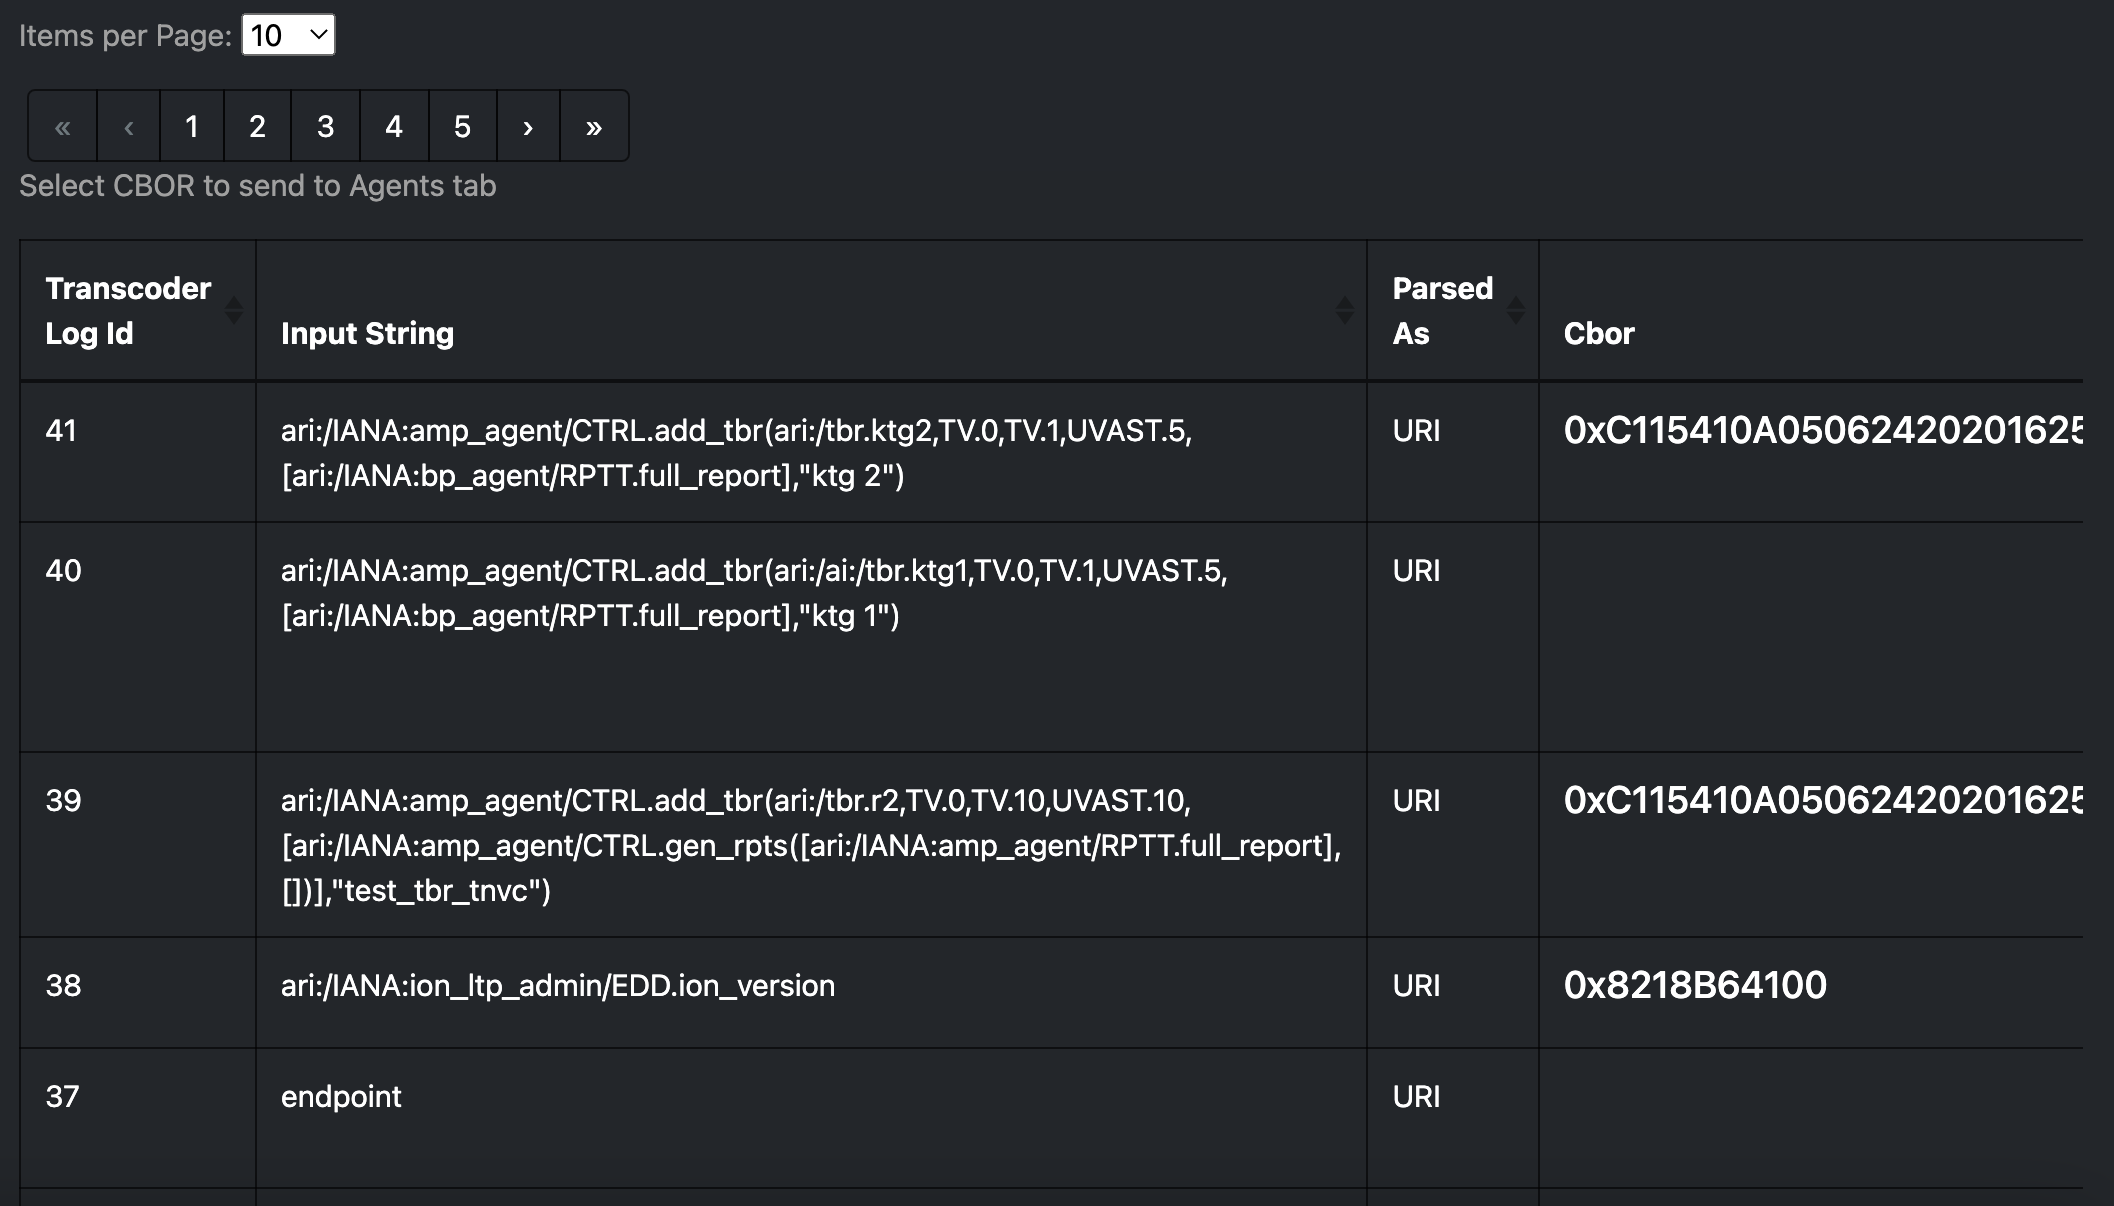 Items per Page: 10
« ‹ 1 2 3 4 5 › »
Select CBOR to send to Agents tab
Transcoder
Log Id
Input String
Parsed
As
Cbor
41
ari:/IANA:amp_agent/CTRL.add_tbr(ari:/tbr.ktg2,TV.0,TV.1,UVAST.5,
[ari:/IANA:bp_agent/RPTT.full_report],"ktg 2")
URI
0xC115410A05062420201625
40
ari:/IANA:amp_agent/CTRL.add_tbr(ari:/ai:/tbr.ktg1,TV.0,TV.1,UVAST.5,
[ari:/IANA:bp_agent/RPTT.full_report],"ktg 1")
URI
39
ari:/IANA:amp_agent/CTRL.add_tbr(ari:/tbr.r2,TV.0,TV.10,UVAST.10,
[ari:/IANA:amp_agent/CTRL.gen_rpts([ari:/IANA:amp_agent/RPTT.full_report],
[])],"test_tbr_tnvc")
URI
0xC115410A05062420201625
38
ari:/IANA:ion_ltp_admin/EDD.ion_version
URI
0x8218B64100
37
endpoint
URI